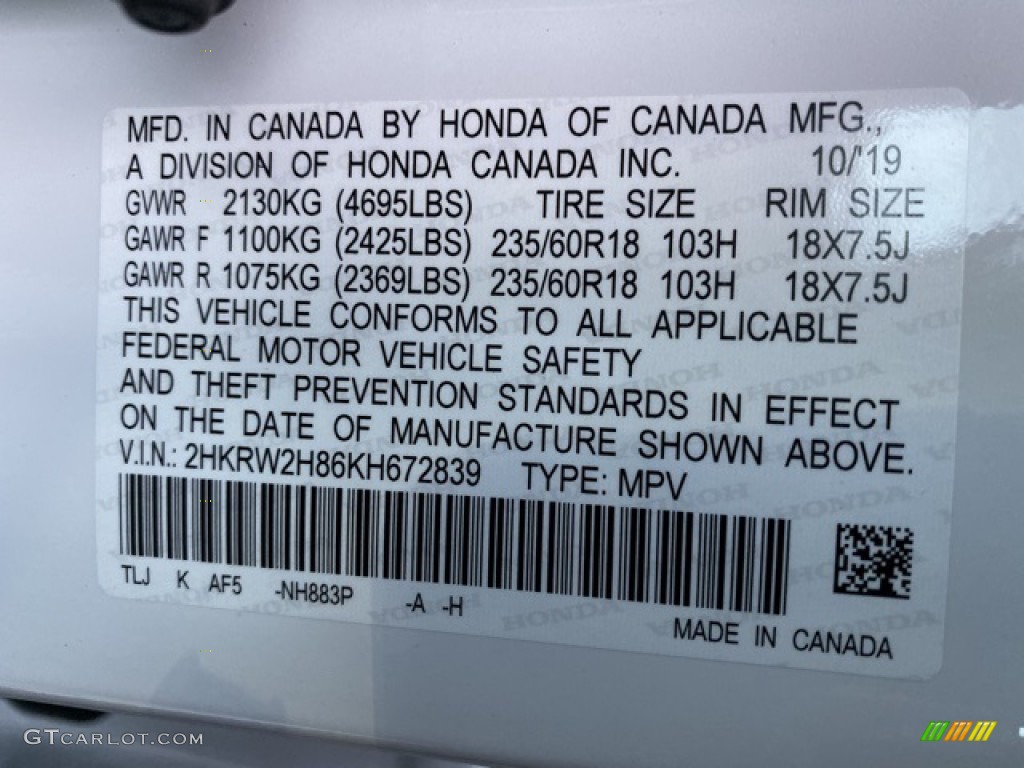 MFD. IN CANADA BY HONDA OF CANADA MFG.,
A DIVISION OF HONDA CANADA INC. 10/'19
GVWR 2130KG (4695LBS) TIRE SIZE RIM SIZE
GAWR F 1100KG (2425LBS) 235/60R18 103H 18X7.5J
GAWR R 1075KG (2369LBS) 235/60R18 103H 18X7.5J
THIS VEHICLE CONFORMS TO ALL APPLICABLE
FEDERAL MOTOR VEHICLE SAFETY
AND THEFT PREVENTION STANDARDS IN EFFECT
ON THE DATE OF MANUFACTURE SHOWN ABOVE.
V.I.N.: 2HKRW2H86KH672839 TYPE: MPV
TLJ K AF5 -NH883P -A -H
MADE IN CANADA
GTCARLOT.COM